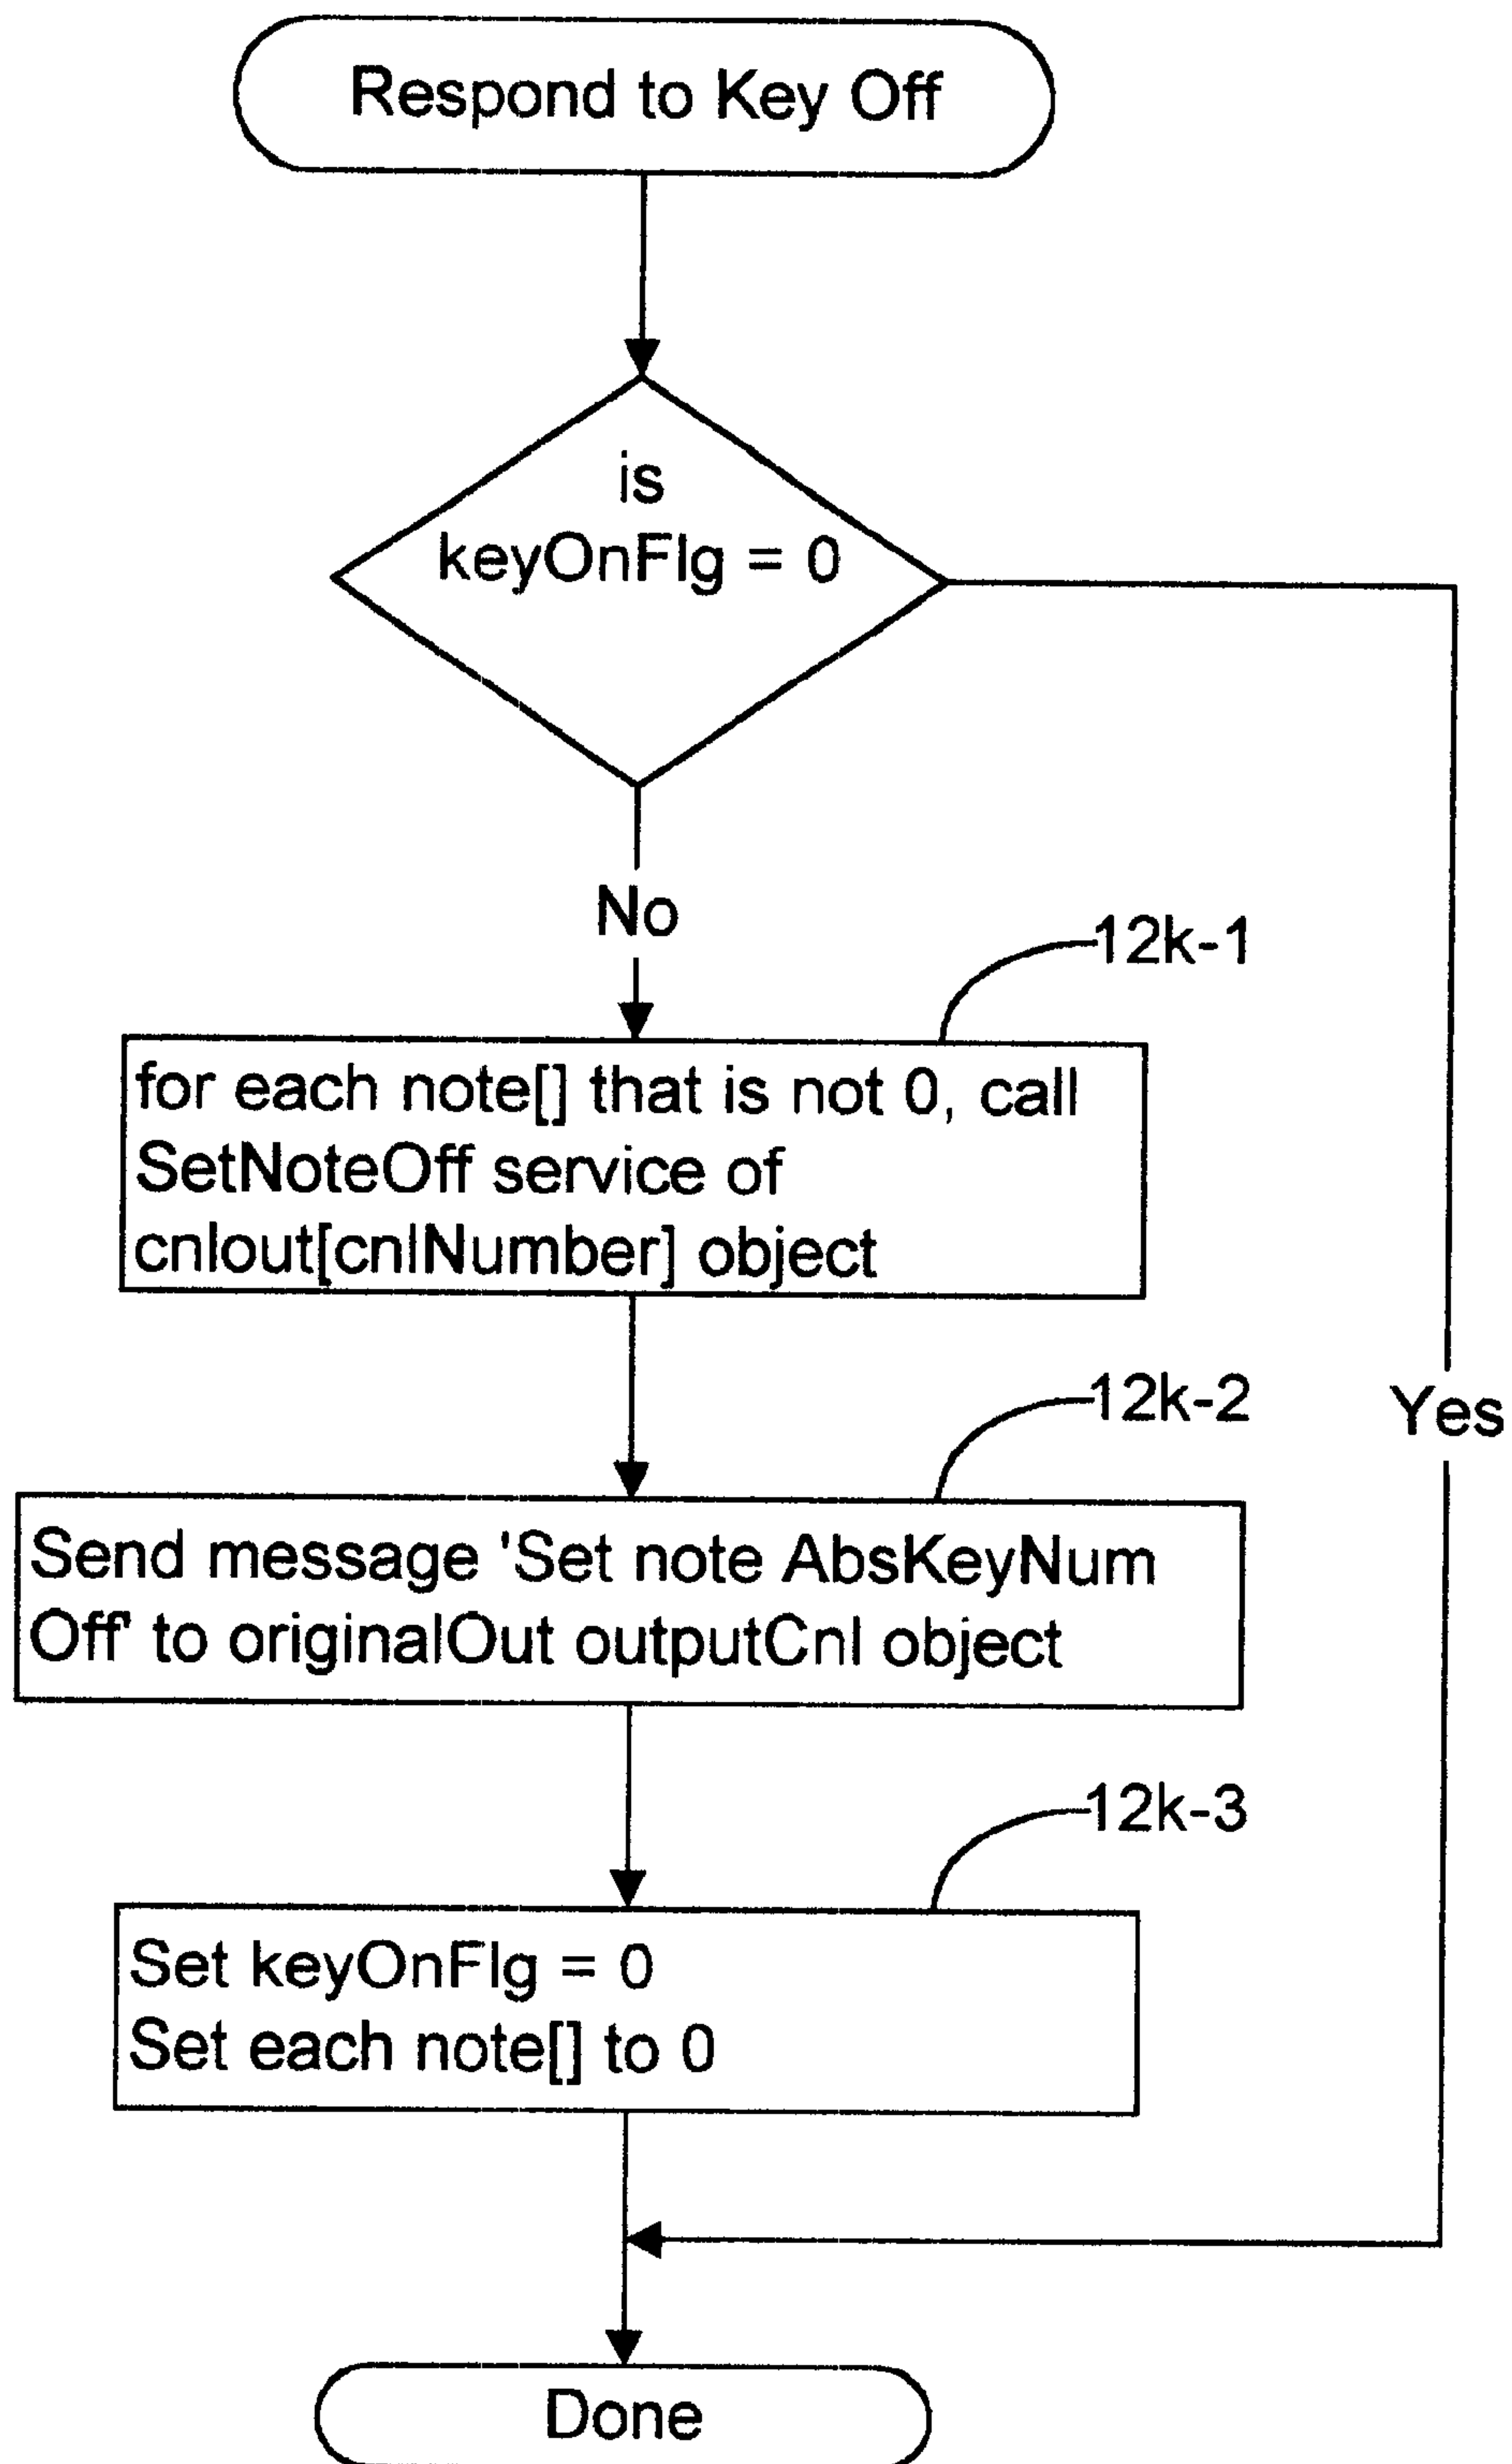 Respond to Key Off
is
keyOnFlg = 0
No
12k-1
for each note[] that is not 0, call
SetNoteOff service of
cnlout[cnlNumber] object
12k-2
Yes
Send message 'Set note AbsKeyNum
Off' to originalOut outputCnl object
12k-3
Set keyOnFlg = 0
Set each note[] to 0
Done